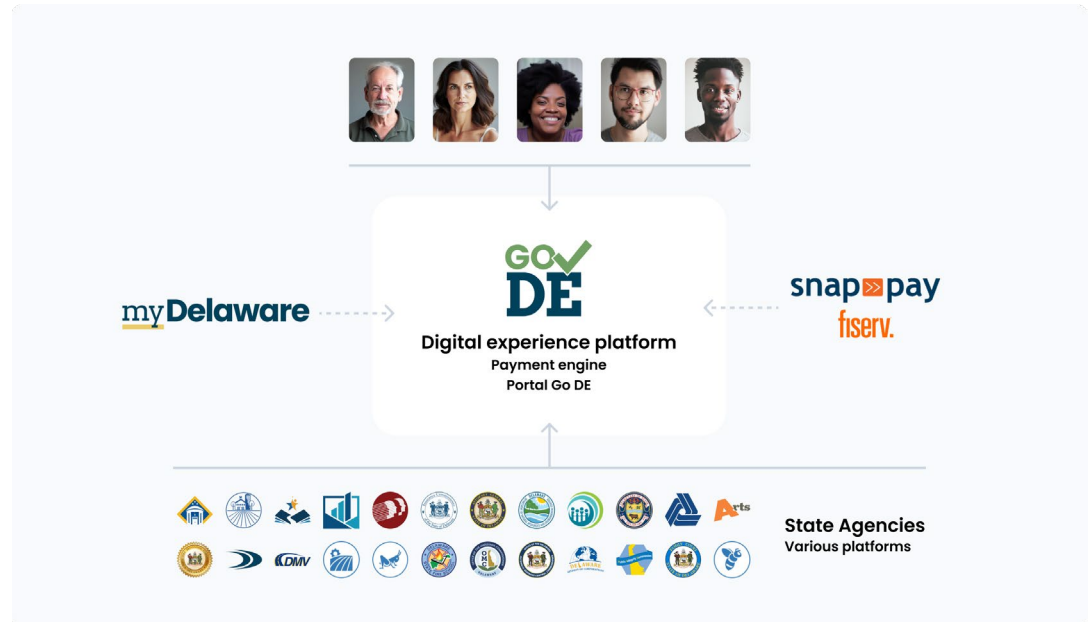 GO
DE
myDelaware
snap pay
fiserv.
Digital experience platform
Payment engine
Portal Go DE
Arts
State Agencies
DMV
OMC
Various platforms